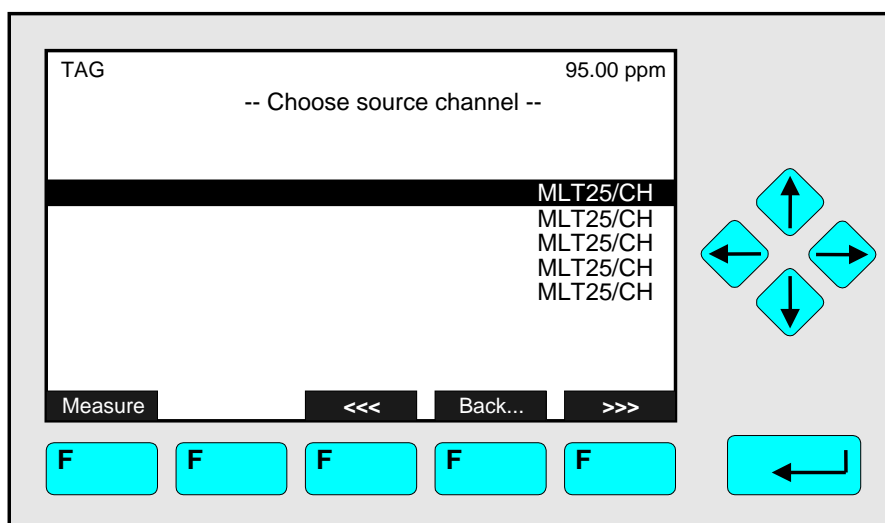 TAG 95.00 ppm
-- Choose source channel --
MLT25/CH
MLT25/CH
MLT25/CH
MLT25/CH
MLT25/CH
Measure <<< Back... >>>
F F F F F